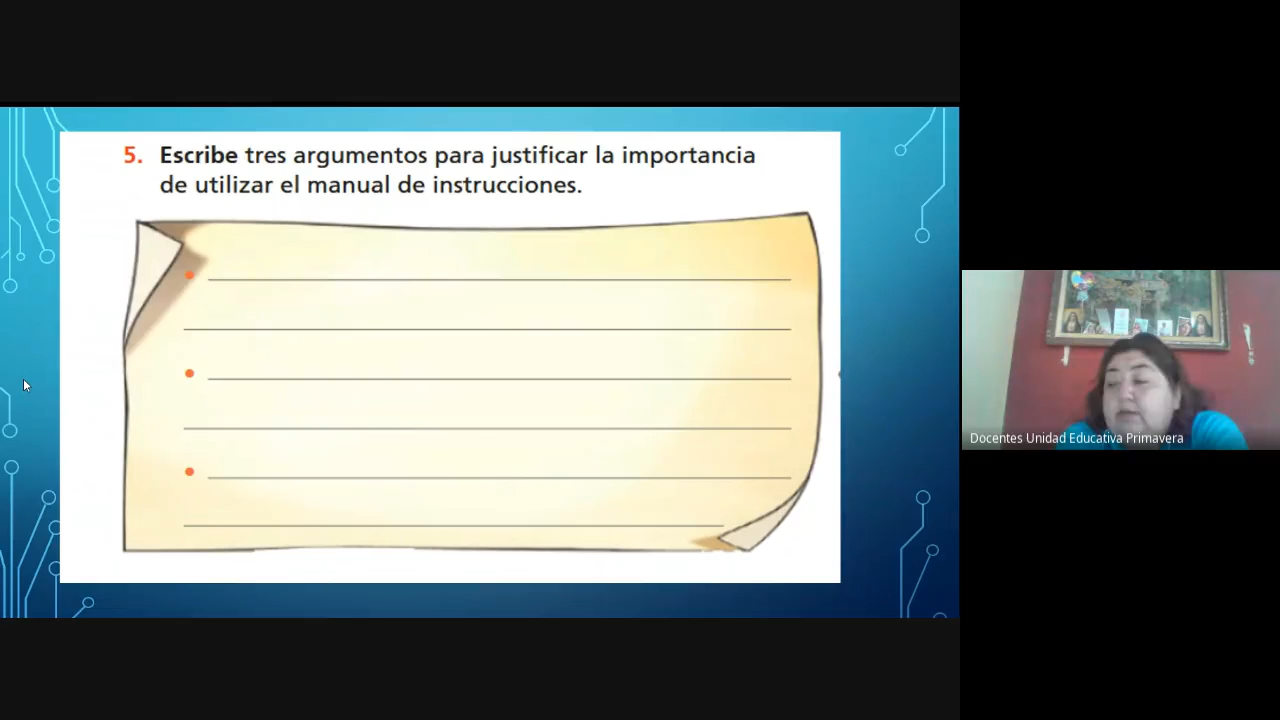 5. Escribe tres argumentos para justificar la importancia
de utilizar el manual de instrucciones.
Docentes Unidad Educativa Primavera